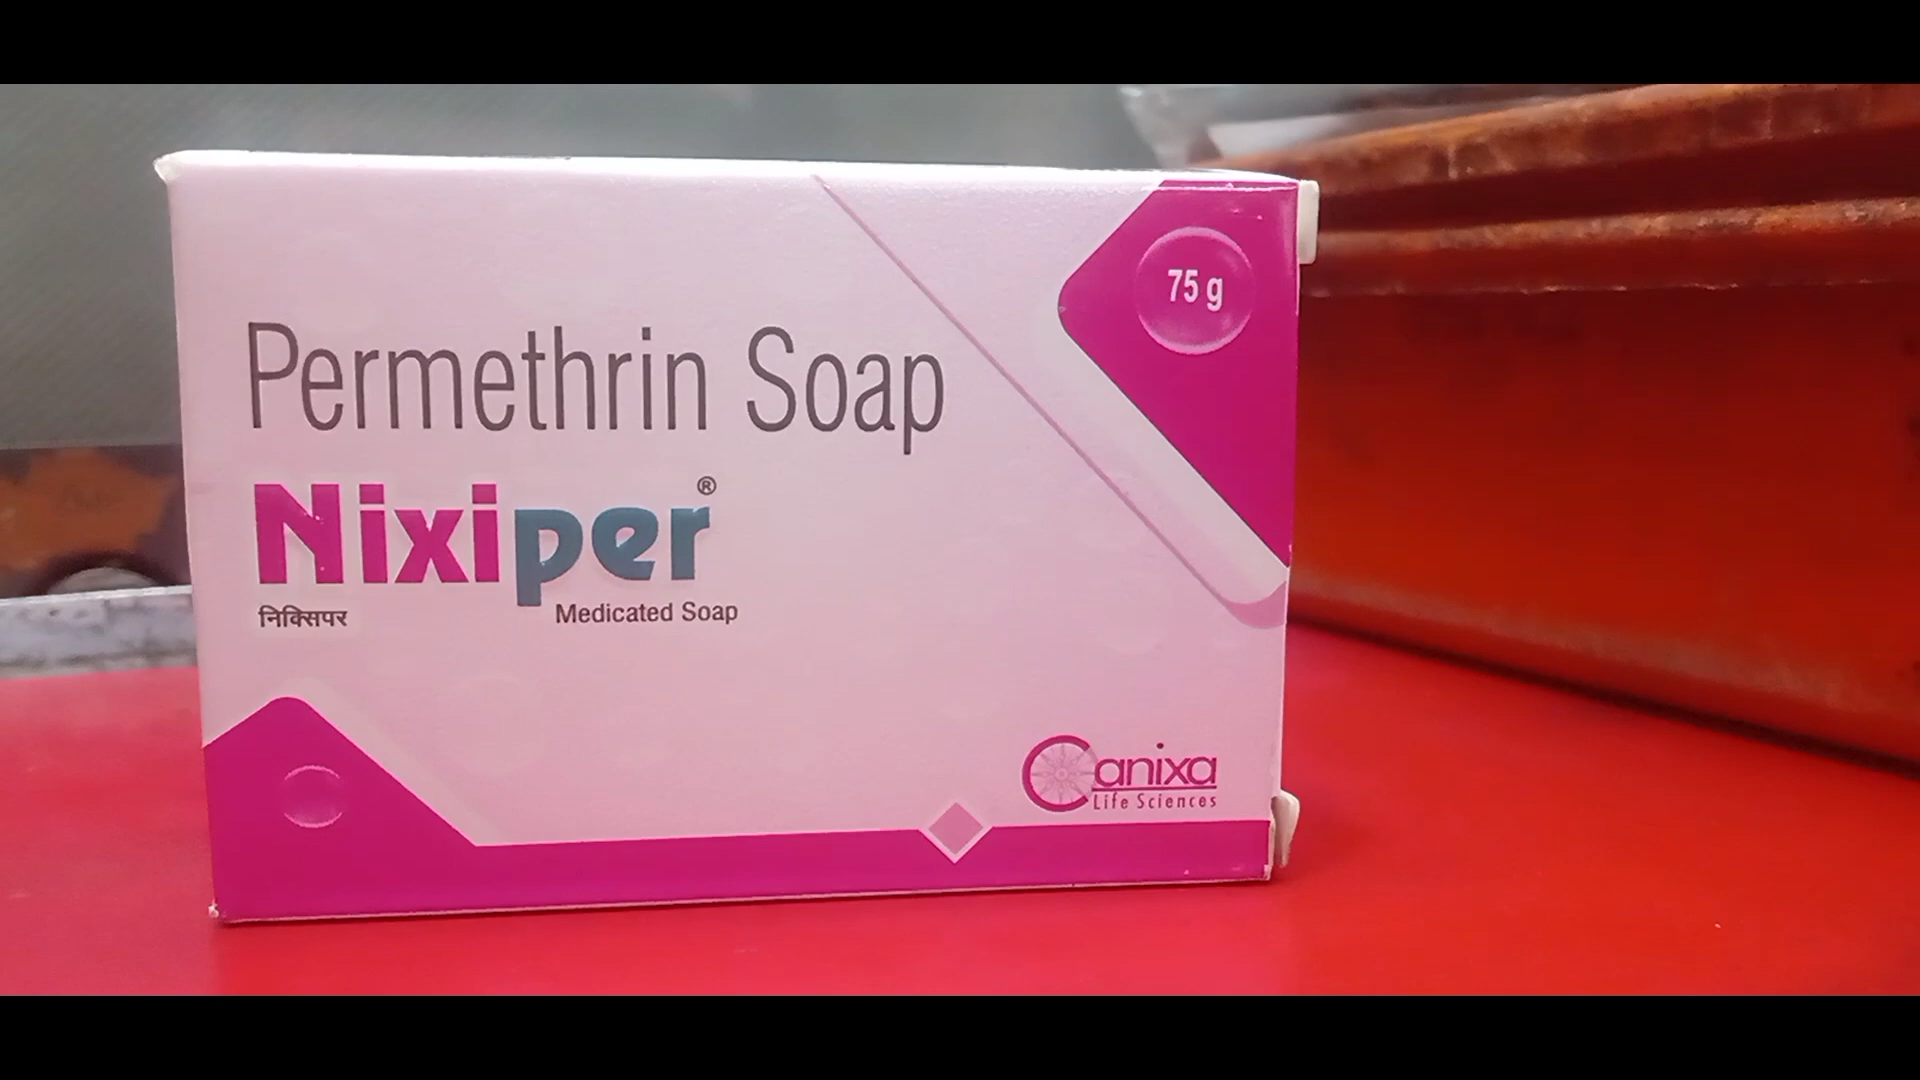 75 g
Permethrin Soap
Nixiper®
निक्सिपर
Medicated Soap
Canixa
Life Sciences